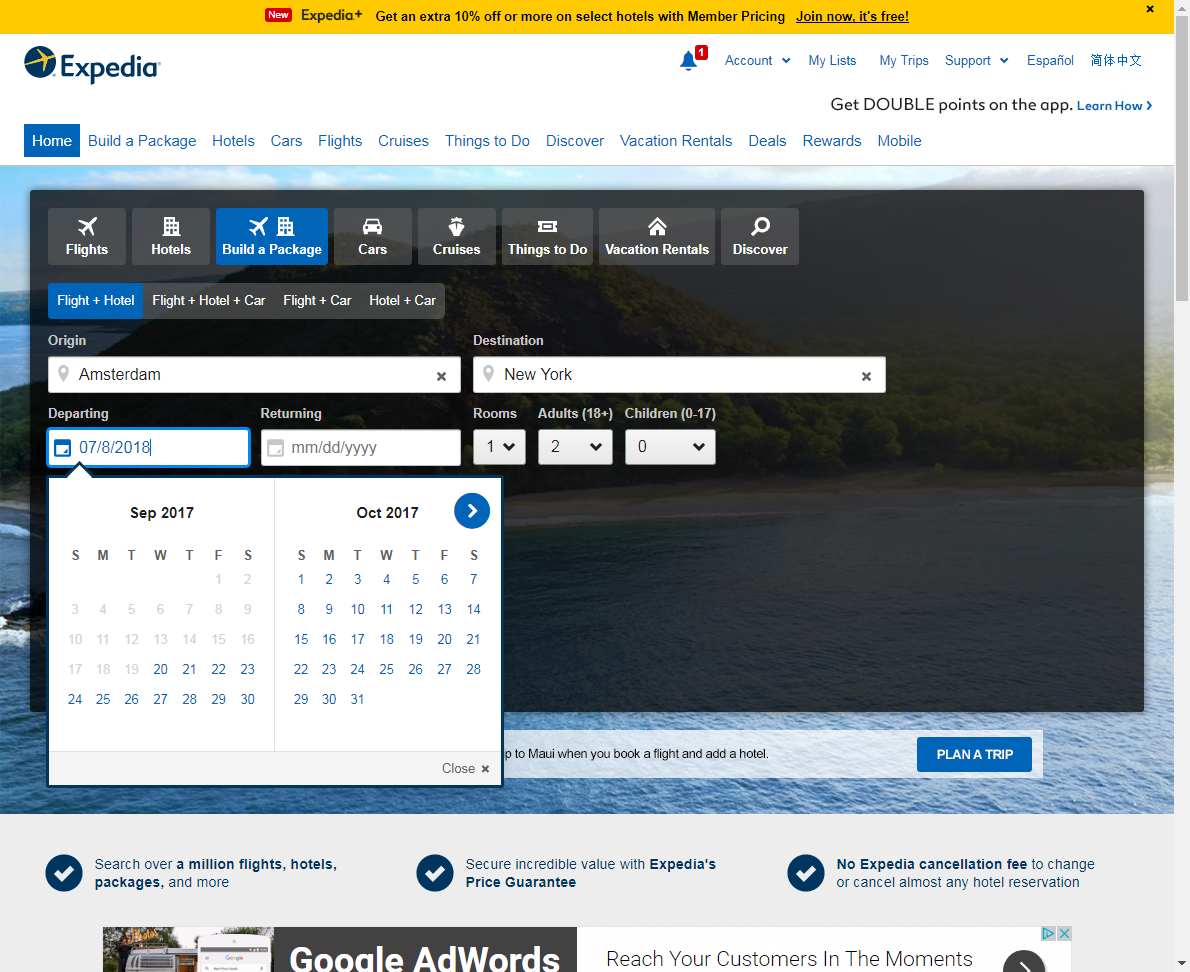 New Expedia+ Get an extra 10% off or more on select hotels with Member Pricing Join now, it's free!
Expedia
1 Account My Lists My Trips Support Español 简体中文
Get DOUBLE points on the app. Learn How
Home Build a Package Hotels Cars Flights Cruises Things to Do Discover Vacation Rentals Deals Rewards Mobile
Flights Hotels Build a Package Cars Cruises Things to Do Vacation Rentals Discover
Flight + Hotel Flight + Hotel + Car Flight + Car Hotel + Car
Origin Destination
Amsterdam New York
Departing Returning Rooms Adults (18+) Children (0-17)
07/8/2018 mm/dd/yyyy 1 2 0
Sep 2017 Oct 2017
S M T W T F S S M T W T F S
1 2 1 2 3 4 5 6 7
3 4 5 6 7 8 9 8 9 10 11 12 13 14
10 11 12 13 14 15 16 15 16 17 18 19 20 21
17 18 19 20 21 22 23 22 23 24 25 26 27 28
24 25 26 27 28 29 30 29 30 31
p to Maui when you book a flight and add a hotel. PLAN A TRIP
Close
Search over a million flights, hotels,
packages, and more
Secure incredible value with Expedia's
Price Guarantee
No Expedia cancellation fee to change
or cancel almost any hotel reservation
Google
Google AdWords
Reach Your Customers In The Moments